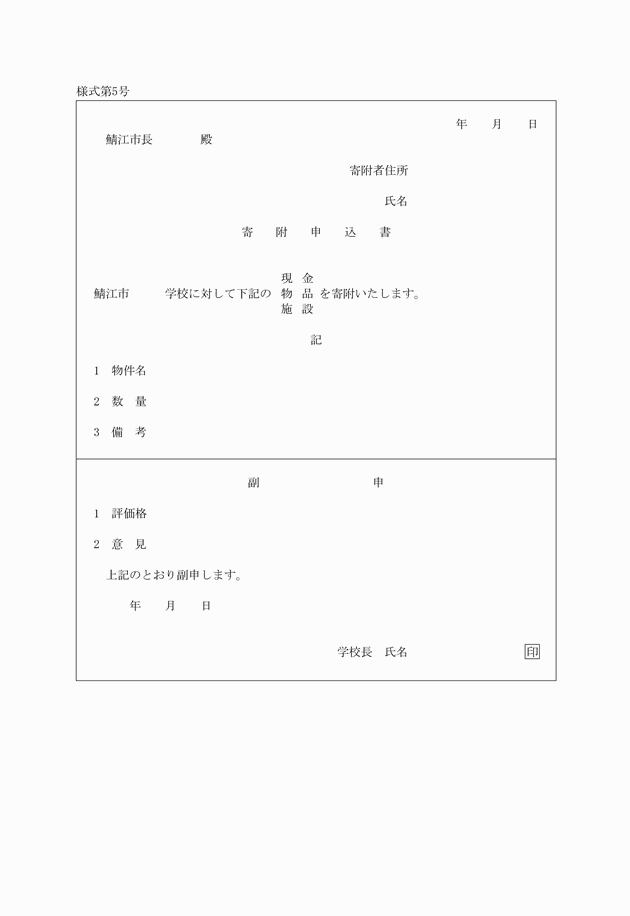 様式第5号
年　　月　　日
鯖江市長　　　　殿
寄附者住所
氏名
寄　附　申　込　書
現　金
鯖江市　　　学校に対して下記の　物　品　を寄附いたします。
施　設
記
1　物件名
2　数　量
3　備　考
副　　　　　　　　　申
1　評価格
2　意　見
上記のとおり副申します。
年　　月　　日
学校長　氏名　　　　　　　　　　印